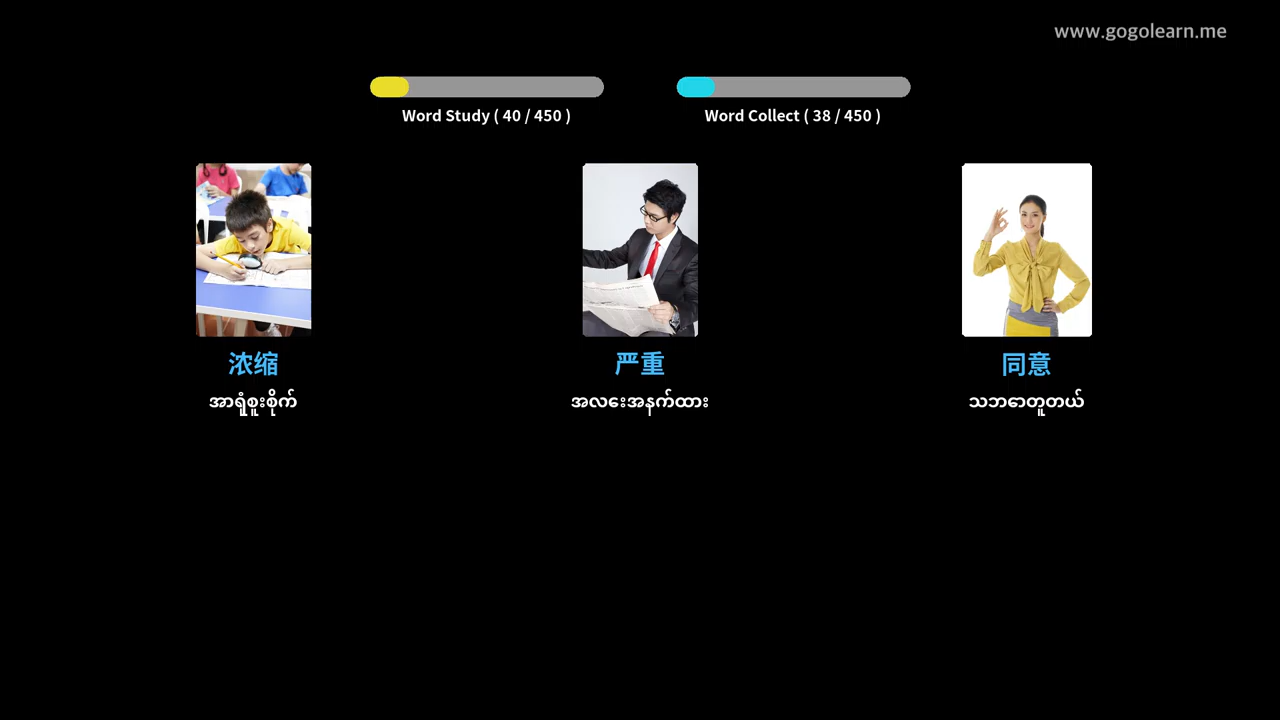 www.gogolearn.me
Word Study ( 40 / 450 )
Word Collect ( 38 / 450 )
浓缩
严重
同意
အာရုံစူးစိုက်
အလေးအနက်ထား
သဘောတူတယ်